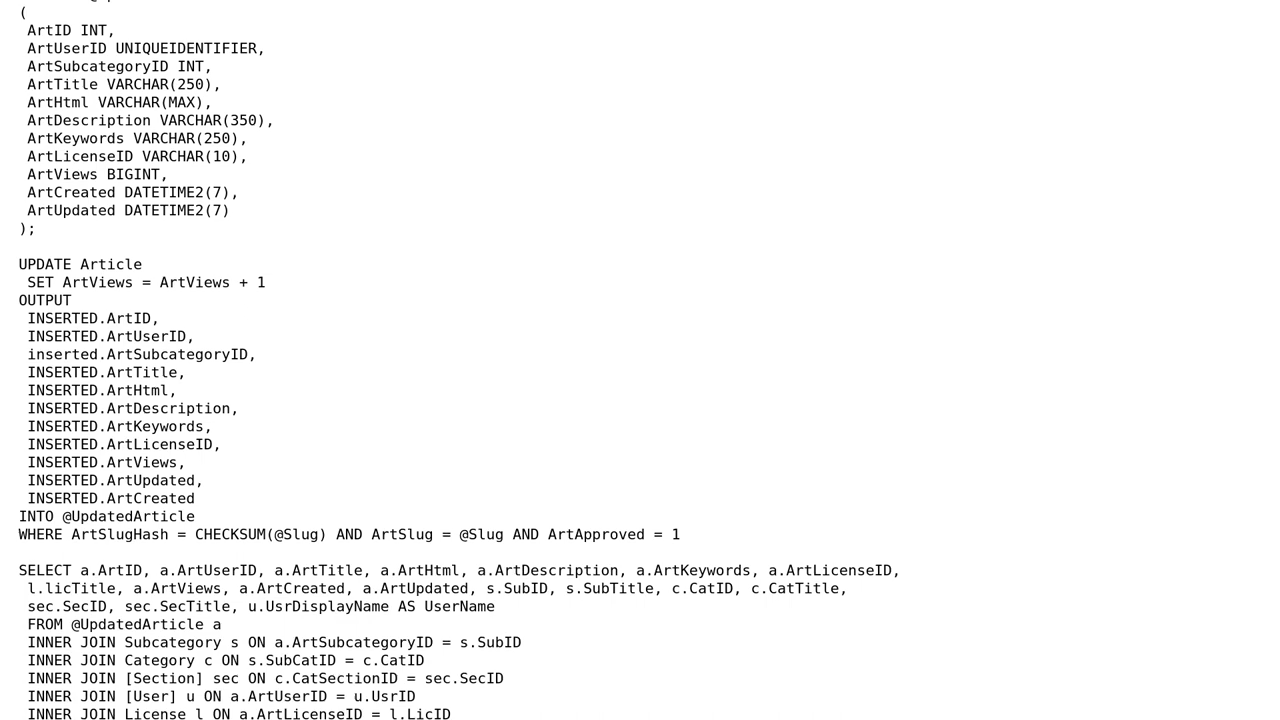 (
ArtID INT,
ArtUserID UNIQUEIDENTIFIER,
ArtSubcategoryID INT,
ArtTitle VARCHAR(250),
ArtHtml VARCHAR(MAX),
ArtDescription VARCHAR(350),
ArtKeywords VARCHAR(250),
ArtLicenseID VARCHAR(10),
ArtViews BIGINT,
ArtCreated DATETIME2(7),
ArtUpdated DATETIME2(7)
);
UPDATE Article
SET ArtViews = ArtViews + 1
OUTPUT
INSERTED.ArtID,
INSERTED.ArtUserID,
inserted.ArtSubcategoryID,
INSERTED.ArtTitle,
INSERTED.ArtHtml,
INSERTED.ArtDescription,
INSERTED.ArtKeywords,
INSERTED.ArtLicenseID,
INSERTED.ArtViews,
INSERTED.ArtUpdated,
INSERTED.ArtCreated
INTO @UpdatedArticle
WHERE ArtSlugHash = CHECKSUM(@Slug) AND ArtSlug = @Slug AND ArtApproved = 1
SELECT a.ArtID, a.ArtUserID, a.ArtTitle, a.ArtHtml, a.ArtDescription, a.ArtKeywords, a.ArtLicenseID,
l.licTitle, a.ArtViews, a.ArtCreated, a.ArtUpdated, s.SubID, s.SubTitle, c.CatID, c.CatTitle,
sec.SecID, sec.SecTitle, u.UsrDisplayName AS UserName
FROM @UpdatedArticle a
INNER JOIN Subcategory s ON a.ArtSubcategoryID = s.SubID
INNER JOIN Category c ON s.SubCatID = c.CatID
INNER JOIN [Section] sec ON c.CatSectionID = sec.SecID
INNER JOIN [User] u ON a.ArtUserID = u.UsrID
INNER JOIN License l ON a.ArtLicenseID = l.LicID